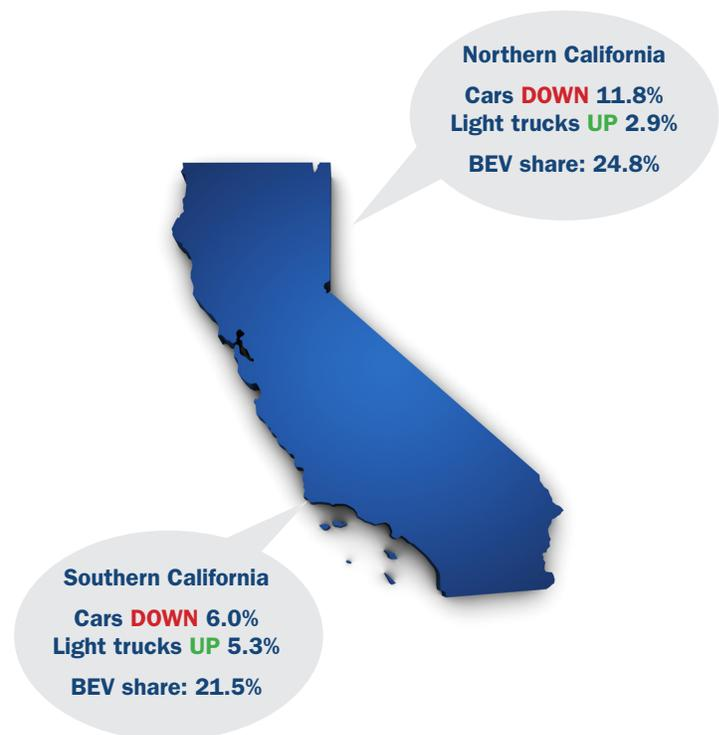 Northern California
Cars DOWN 11.8%
Light trucks UP 2.9%
BEV share: 24.8%
Southern California
Cars DOWN 6.0%
Light trucks UP 5.3%
BEV share: 21.5%